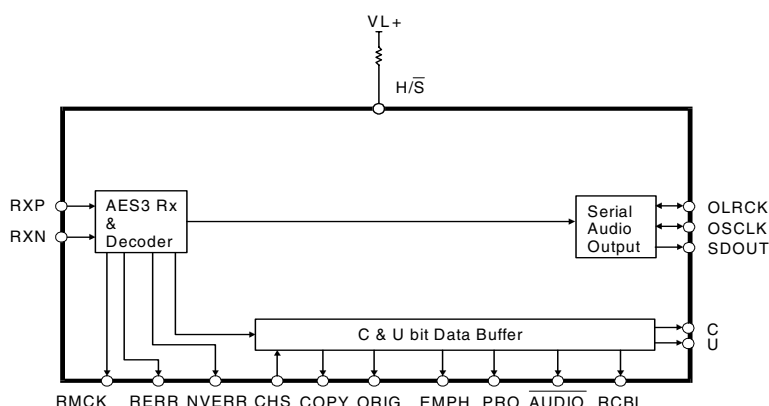 VL+
H/S̅
RXP
RXN
AES3 Rx
&
Decoder
Serial
Audio
Output
OLRCK
OSCLK
SDOUT
C & U bit Data Buffer
C
U
RMCK RERR NVERR CHS COPY ORIG EMPH PRO A̅U̅D̅I̅O̅ RCBL